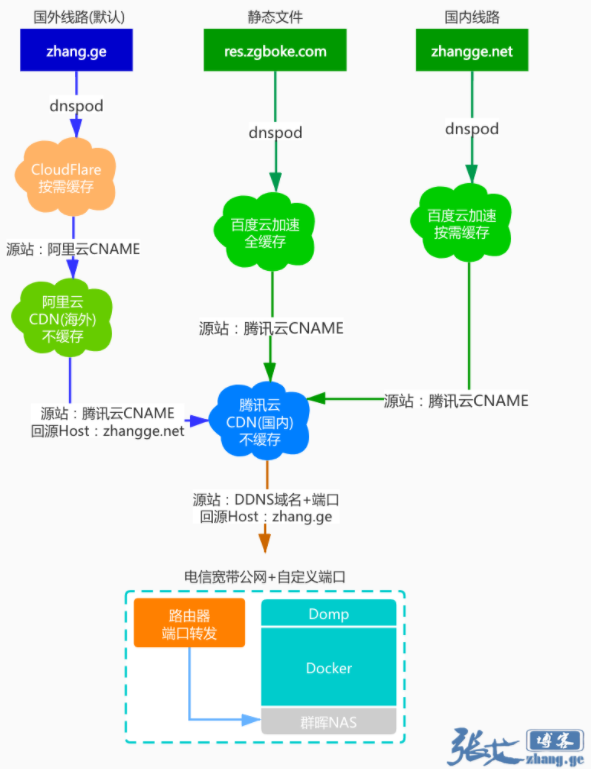 国外线路(默认)
静态文件
国内线路
zhang.ge
res.zgboke.com
zhangge.net
dnspod
dnspod
dnspod
CloudFlare
按需缓存
百度云加速
全缓存
百度云加速
按需缓存
源站：阿里云CNAME
阿里云
CDN(海外)
不缓存
源站：腾讯云CNAME
源站：腾讯云CNAME
源站：腾讯云CNAME
回源Host：zhangge.net
腾讯云
CDN(国内)
不缓存
源站：DDNS域名+端口
回源Host：zhang.ge
电信宽带公网+自定义端口
路由器
端口转发
Domp
Docker
群晖NAS
张戈
博客
zhang.ge